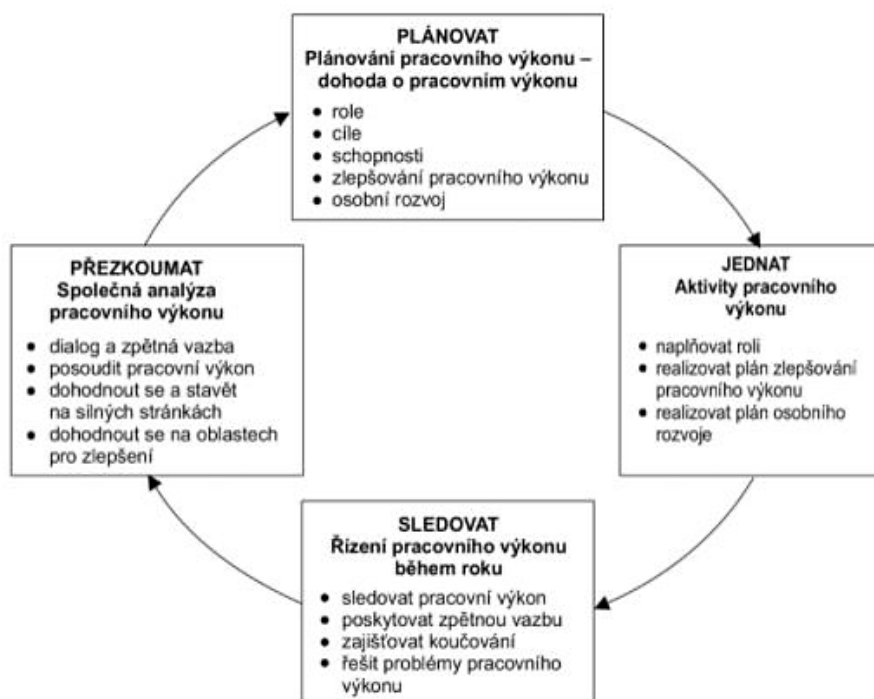 PLÁNOVAT
Plánování pracovního výkonu –
dohoda o pracovním výkonu
● role
● cíle
● schopnosti
● zlepšování pracovního výkonu
● osobní rozvoj
PŘEZKOUMAT
Společná analýza
pracovního výkonu
● dialog a zpětná vazba
● posoudit pracovní výkon
● dohodnout se a stavět
na silných stránkách
● dohodnout se na oblastech
pro zlepšení
JEDNAT
Aktivity pracovního
výkonu
● naplňovat roli
● realizovat plán zlepšování
pracovního výkonu
● realizovat plán osobního
rozvoje
SLEDOVAT
Řízení pracovního výkonu
během roku
● sledovat pracovní výkon
● poskytovat zpětnou vazbu
● zajišťovat koučování
● řešit problémy pracovního
výkonu